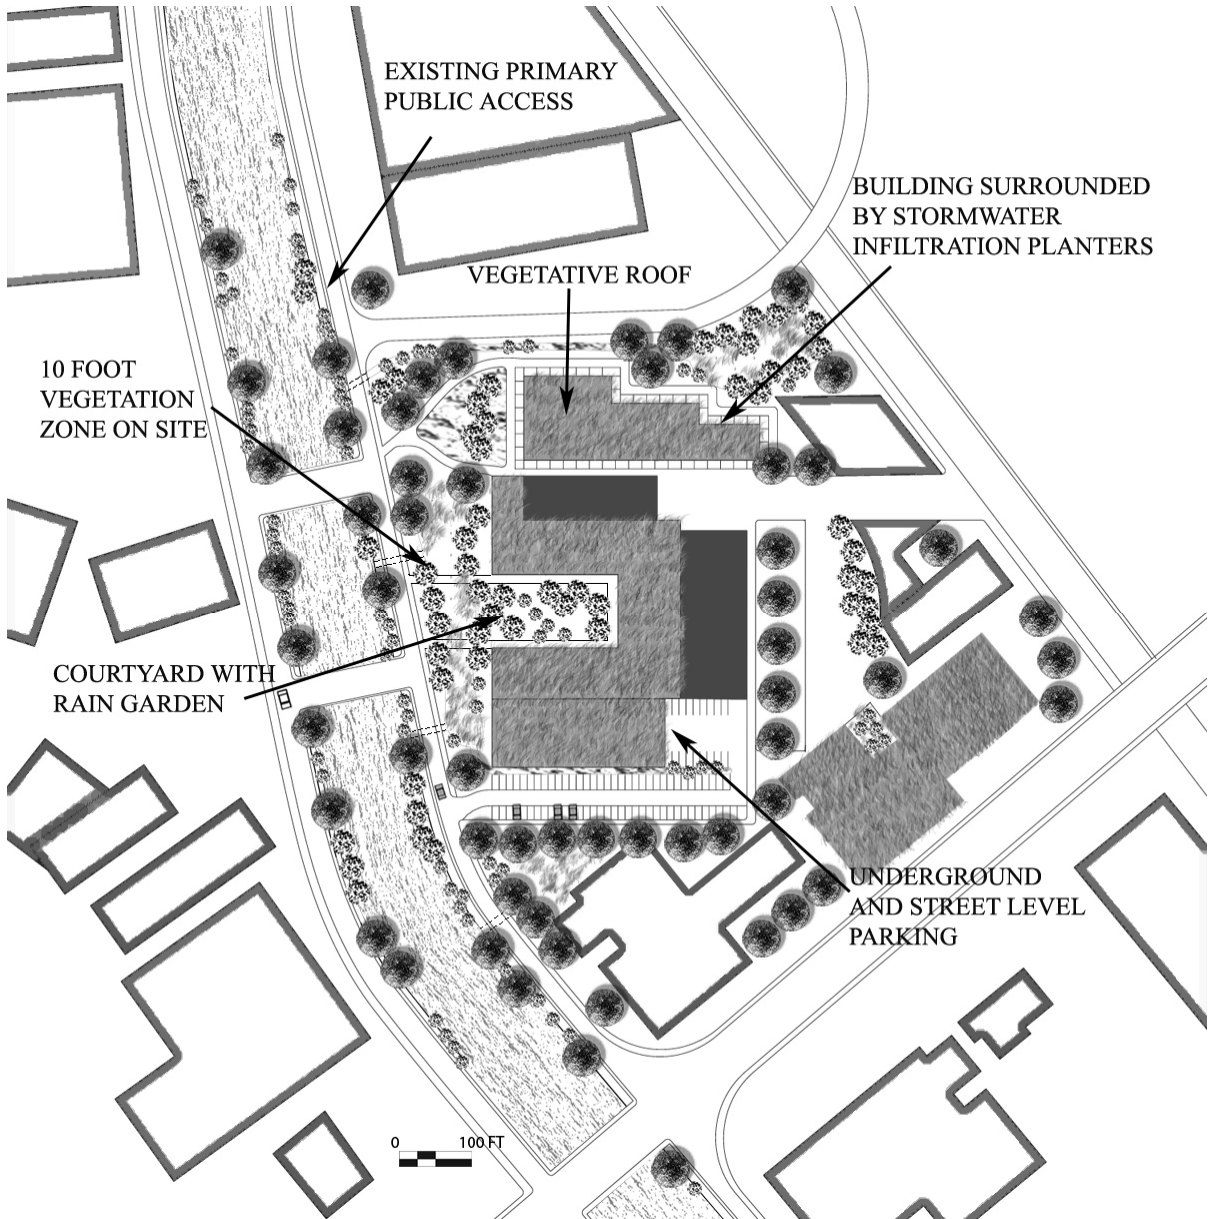 EXISTING PRIMARY
PUBLIC ACCESS
BUILDING SURROUNDED
BY STORMWATER
INFILTRATION PLANTERS
VEGETATIVE ROOF
10 FOOT
VEGETATION
ZONE ON SITE
COURTYARD WITH
RAIN GARDEN
UNDERGROUND
AND STREET LEVEL
PARKING
0 100 FT